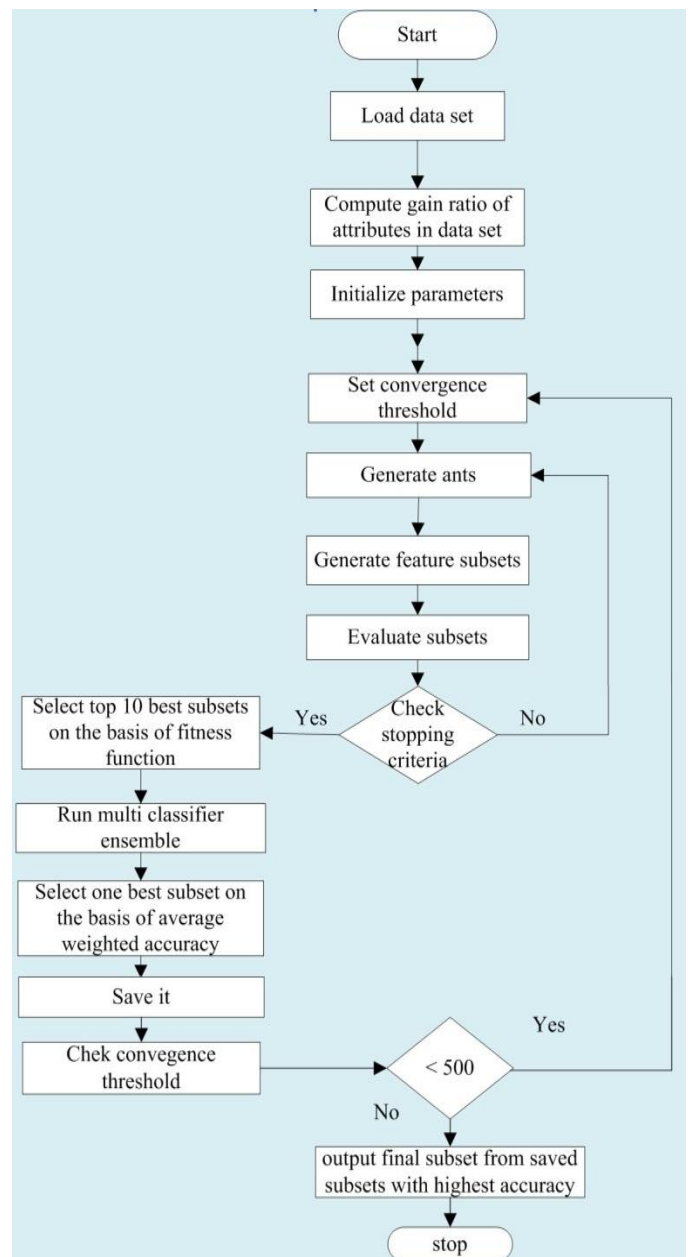 Start
Load data set
Compute gain ratio of
attributes in data set
Initialize parameters
Set convergence
threshold
Generate ants
Generate feature subsets
Evaluate subsets
Check
stopping
criteria
Yes
No
Select top 10 best subsets
on the basis of fitness
function
Run multi classifier
ensemble
Select one best subset on
the basis of average
weighted accuracy
Save it
Chek convegence
threshold
< 500
Yes
No
output final subset from saved
subsets with highest accuracy
stop